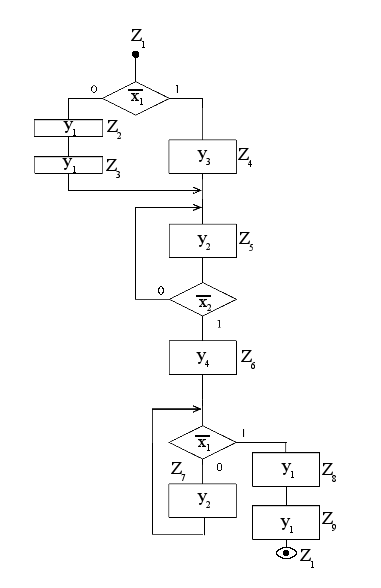 Z₁
0 x̅₁ 1
y₁ Z₂
y₁ Z₃
y₃ Z₄
y₂ Z₅
0
x̅₂
1
y₄ Z₆
x̅₁ 1
0
Z₇
y₂
y₁ Z₈
y₁ Z₉
Z₁